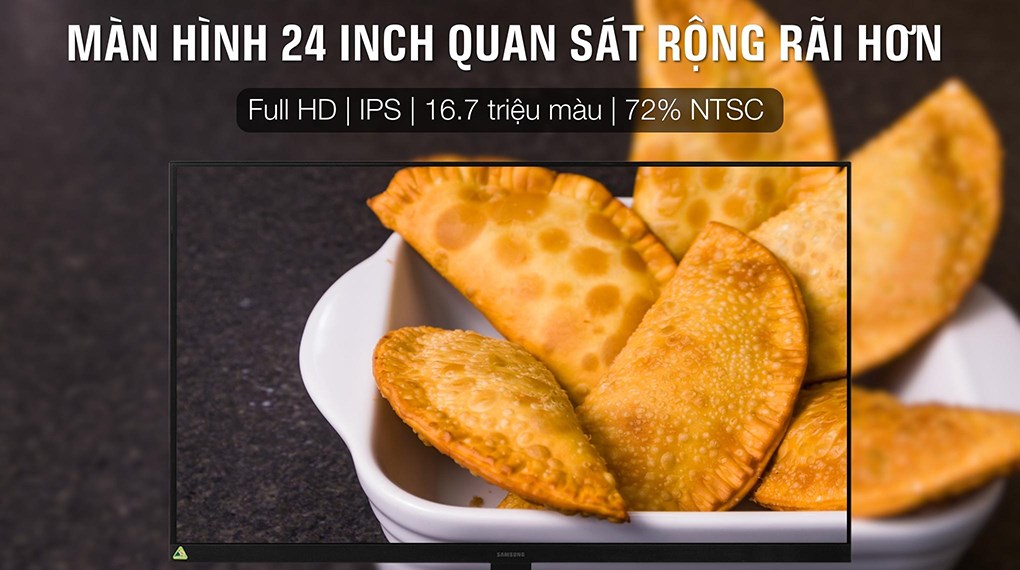 MÀN HÌNH 24 INCH QUAN SÁT RỘNG RÃI HƠN
Full HD | IPS | 16.7 triệu màu | 72% NTSC
SAMSUNG